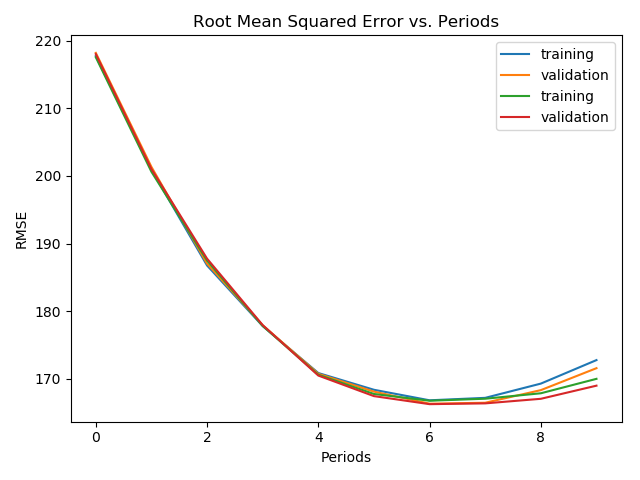 Root Mean Squared Error vs. Periods
220
210
200
190
180
170
RMSE
training
validation
training
validation
0 2 4 6 8
Periods